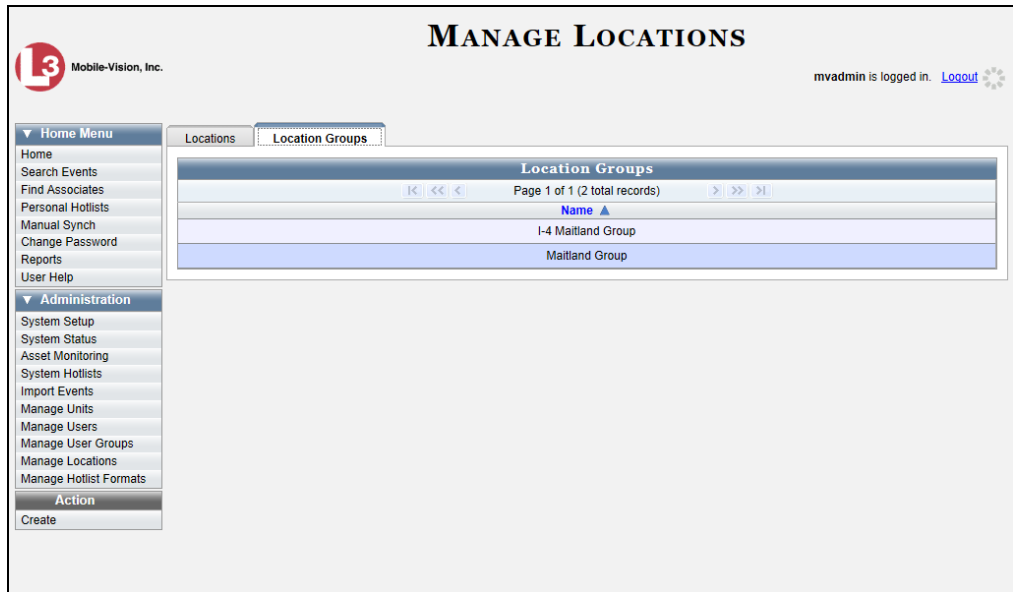 MANAGE LOCATIONS
L3 Mobile-Vision, Inc.
mvadmin is logged in. Logout
▼ Home Menu
Home
Search Events
Find Associates
Personal Hotlists
Manual Synch
Change Password
Reports
User Help
▼ Administration
System Setup
System Status
Asset Monitoring
System Hotlists
Import Events
Manage Units
Manage Users
Manage User Groups
Manage Locations
Manage Hotlist Formats
Action
Create
Locations Location Groups
Location Groups
|< << < Page 1 of 1 (2 total records) > >> >|
Name ▲
I-4 Maitland Group
Maitland Group